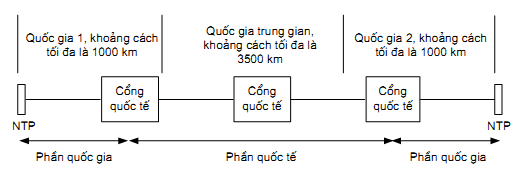 Quốc gia 1, khoảng cách
tối đa là 1000 km
Quốc gia trung gian,
khoảng cách tối đa là
3500 km
Quốc gia 2, khoảng cách
tối đa là 1000 km
Cổng
quốc tế
Cổng
quốc tế
Cổng
quốc tế
NTP
NTP
Phần quốc gia
Phần quốc tế
Phần quốc gia